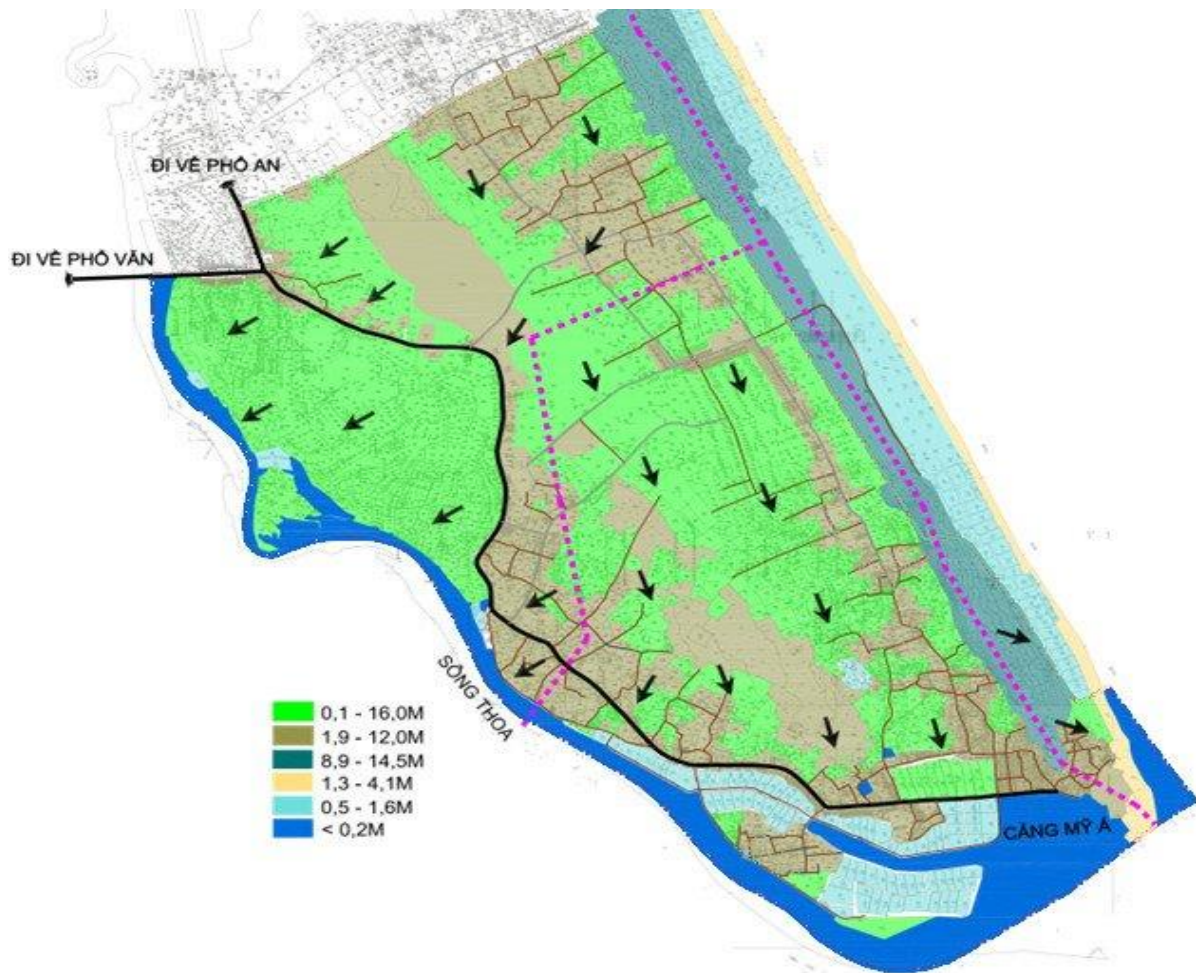 ĐI VỀ PHỔ AN
ĐI VỀ PHỔ VĂN
SÔNG THOA
0,1 - 16,0M
1,9 - 12,0M
8,9 - 14,5M
1,3 - 4,1M
0,5 - 1,6M
< 0,2M
CẢNG MỸ Á